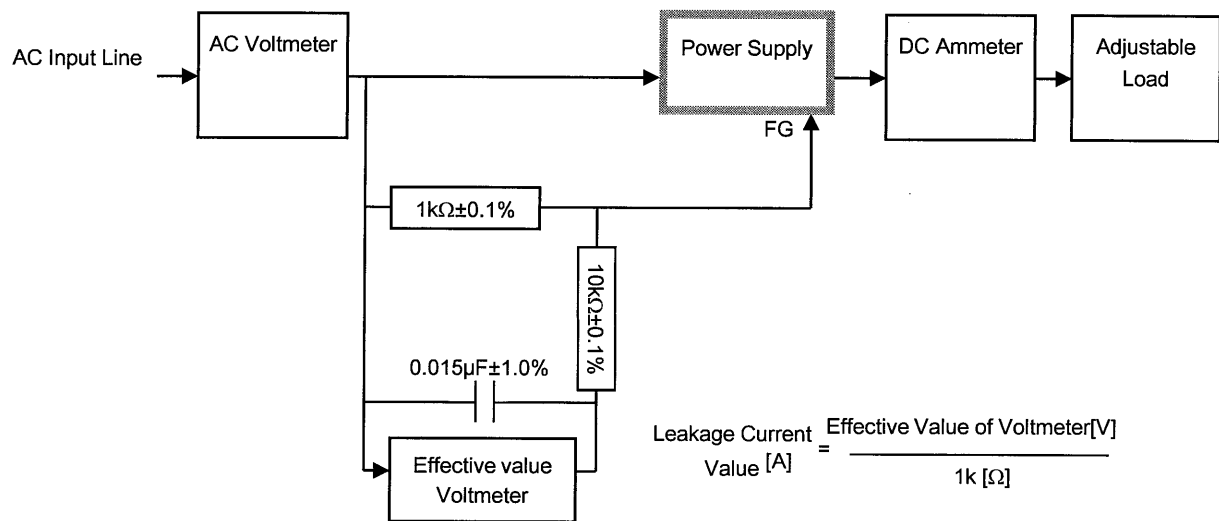 AC Input Line
AC Voltmeter
Power Supply
DC Ammeter
Adjustable
Load
FG
1kΩ±0.1%
10kΩ±0.1%
0.015µF±1.0%
Effective value
Voltmeter
Leakage Current
Value [A]
=
Effective Value of Voltmeter[V]
1k [Ω]